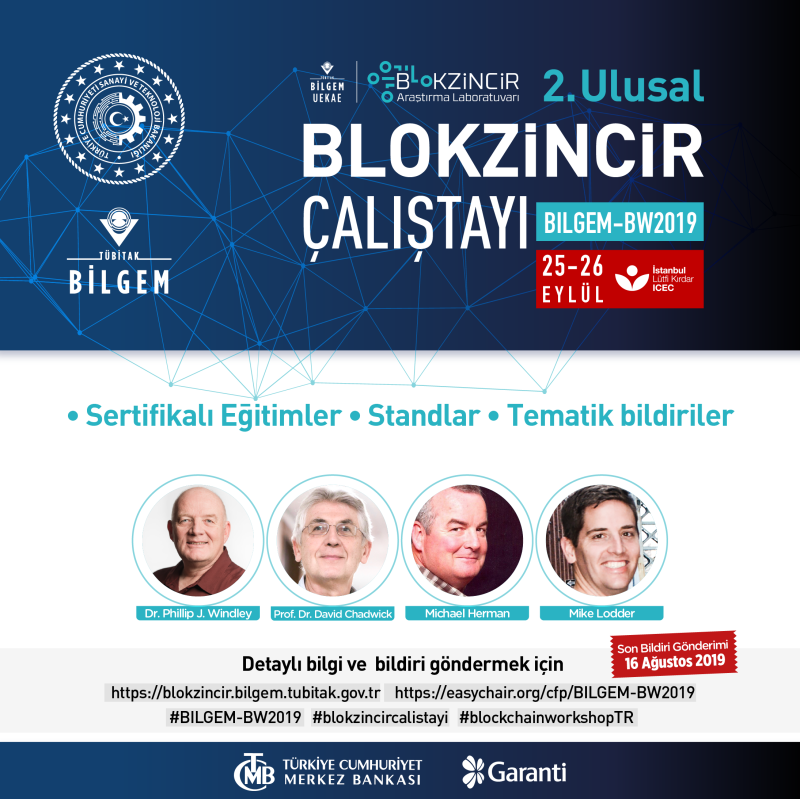 TÜRKİYE CUMHURİYETİ SANAYİ VE TEKNOLOJİ BAKANLIĞI
TÜBİTAK
BİLGEM
UEKAE
BLoKZiNCiR
Araştırma Laboratuvarı
2.Ulusal
BLOKZiNCiR
ÇALIŞTAYI
BILGEM-BW2019
25-26
EYLÜL
İstanbul
Lütfi Kırdar
ICEC
TÜBİTAK
BİLGEM
• Sertifikalı Eğitimler • Standlar • Tematik bildiriler
Dr. Phillip J. Windley
Prof. Dr. David Chadwick
Michael Herman
Mike Lodder
Son Bildiri Gönderimi
16 Ağustos 2019
Detaylı bilgi ve bildiri göndermek için
https://blokzincir.bilgem.tubitak.gov.tr https://easychair.org/cfp/BILGEM-BW2019
#BILGEM-BW2019 #blokzincircalistayi #blockchainworkshopTR
TCMB
TÜRKİYE CUMHURİYET
MERKEZ BANKASI
Garanti